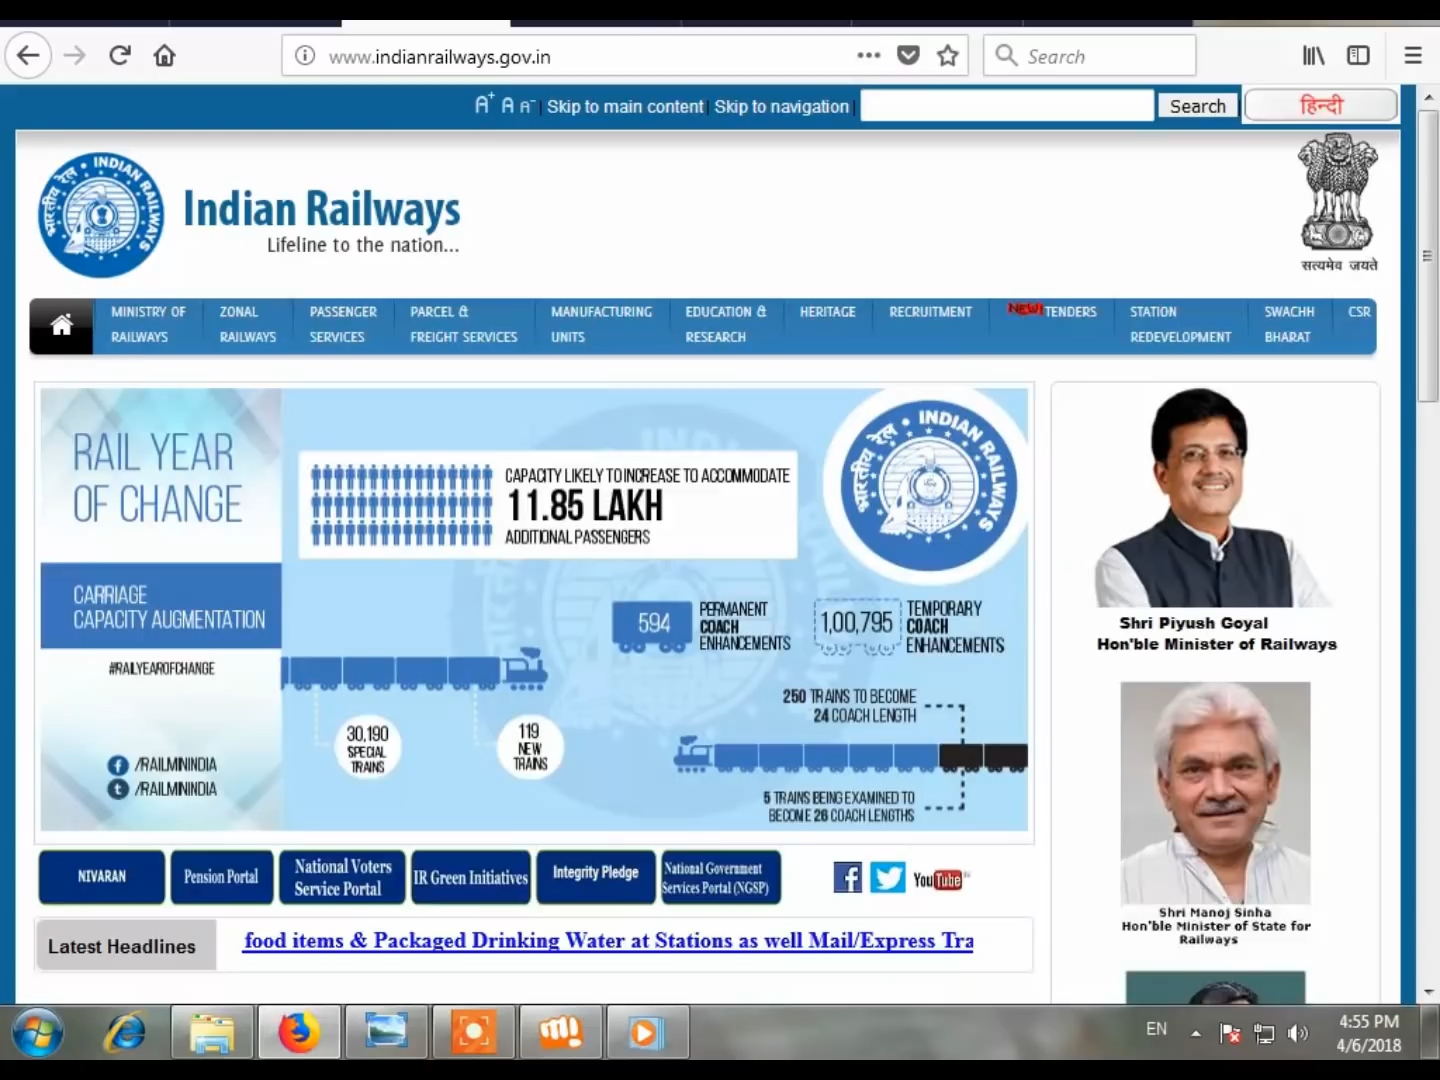 www.indianrailways.gov.in
Search
A+ A A- | Skip to main content | Skip to navigation |
Search
हिन्दी
भारतीय रेल • INDIAN RAILWAYS
Indian Railways
Lifeline to the nation...
सत्यमेव जयते
MINISTRY OF RAILWAYS
ZONAL RAILWAYS
PASSENGER SERVICES
PARCEL & FREIGHT SERVICES
MANUFACTURING UNITS
EDUCATION & RESEARCH
HERITAGE
RECRUITMENT
NEW! TENDERS
STATION REDEVELOPMENT
SWACHH BHARAT
CSR
RAIL YEAR
OF CHANGE
CARRIAGE
CAPACITY AUGMENTATION
#RAILYEAROFCHANGE
/RAILMININDIA
/RAILMININDIA
CAPACITY LIKELY TO INCREASE TO ACCOMMODATE
11.85 LAKH
ADDITIONAL PASSENGERS
भारतीय रेल • INDIAN RAILWAYS
594
PERMANENT
COACH
ENHANCEMENTS
1,00,795
TEMPORARY
COACH
ENHANCEMENTS
30,190
SPECIAL
TRAINS
119
NEW
TRAINS
250 TRAINS TO BECOME
24 COACH LENGTH
5 TRAINS BEING EXAMINED TO
BECOME 26 COACH LENGTHS
Shri Piyush Goyal
Hon'ble Minister of Railways
Shri Manoj Sinha
Hon'ble Minister of State for
Railways
NIVARAN
Pension Portal
National Voters
Service Portal
IR Green Initiatives
Integrity Pledge
National Government
Services Portal (NGSP)
YouTube
Latest Headlines
food items & Packaged Drinking Water at Stations as well Mail/Express Tra
EN
4:55 PM
4/6/2018